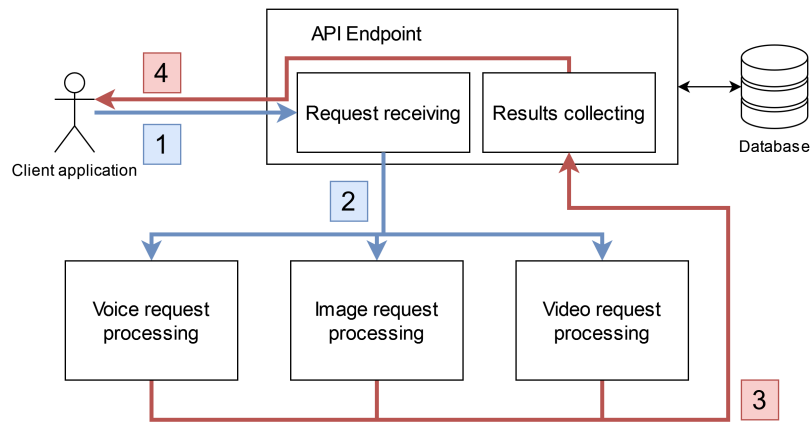 API Endpoint
4
Request receiving
Results collecting
1
Database
Client application
2
Voice request
processing
Image request
processing
Video request
processing
3